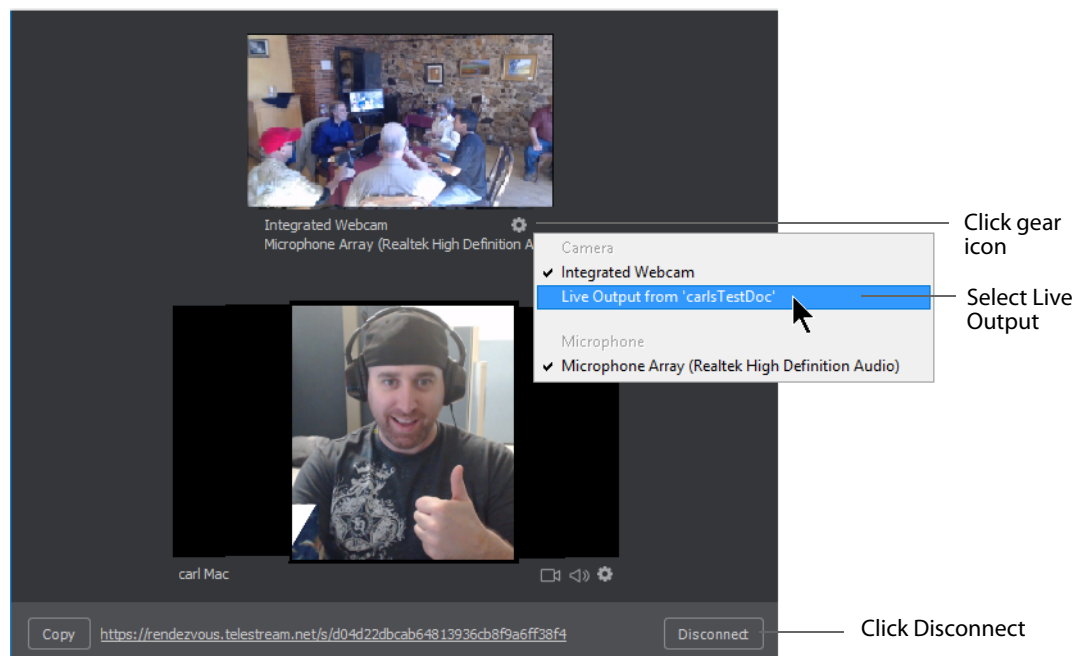 Integrated Webcam
Microphone Array (Realtek High Definition A
Click gear
icon
Camera
Integrated Webcam
Live Output from 'carlsTestDoc'
Select Live
Output
Microphone
Microphone Array (Realtek High Definition Audio)
carl Mac
Copy
https://rendezvous.telestream.net/s/d04d22dbcab64813936cb8f9a6ff38f4
Disconnect
Click Disconnect